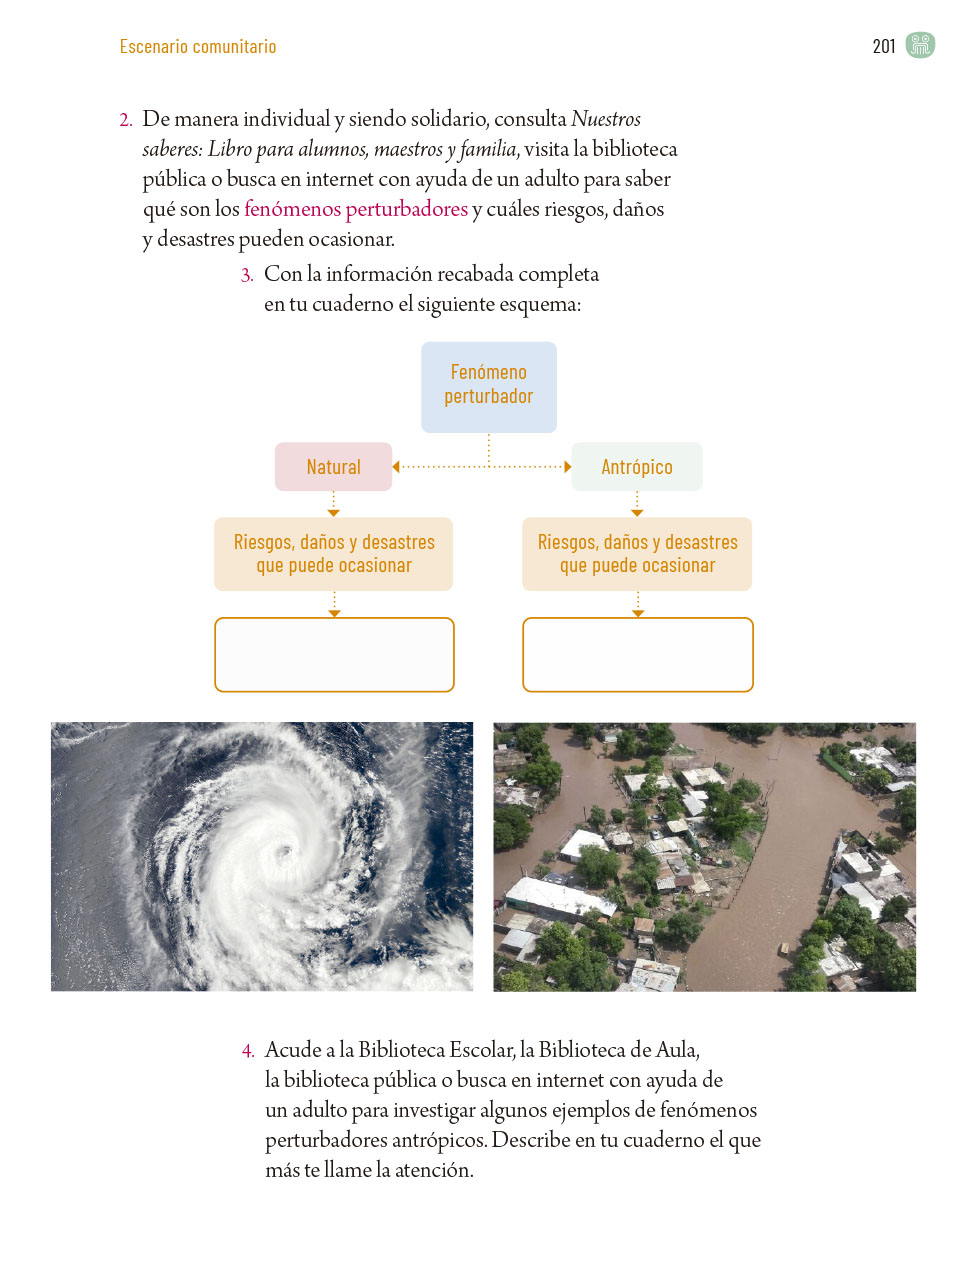 Escenario comunitario
201
2. De manera individual y siendo solidario, consulta Nuestros
saberes: Libro para alumnos, maestros y familia, visita la biblioteca
pública o busca en internet con ayuda de un adulto para saber
qué son los fenómenos perturbadores y cuáles riesgos, daños
y desastres pueden ocasionar.
3. Con la información recabada completa
en tu cuaderno el siguiente esquema:
Fenómeno
perturbador
Natural
Antrópico
Riesgos, daños y desastres
que puede ocasionar
Riesgos, daños y desastres
que puede ocasionar
4. Acude a la Biblioteca Escolar, la Biblioteca de Aula,
la biblioteca pública o busca en internet con ayuda de
un adulto para investigar algunos ejemplos de fenómenos
perturbadores antrópicos. Describe en tu cuaderno el que
más te llame la atención.